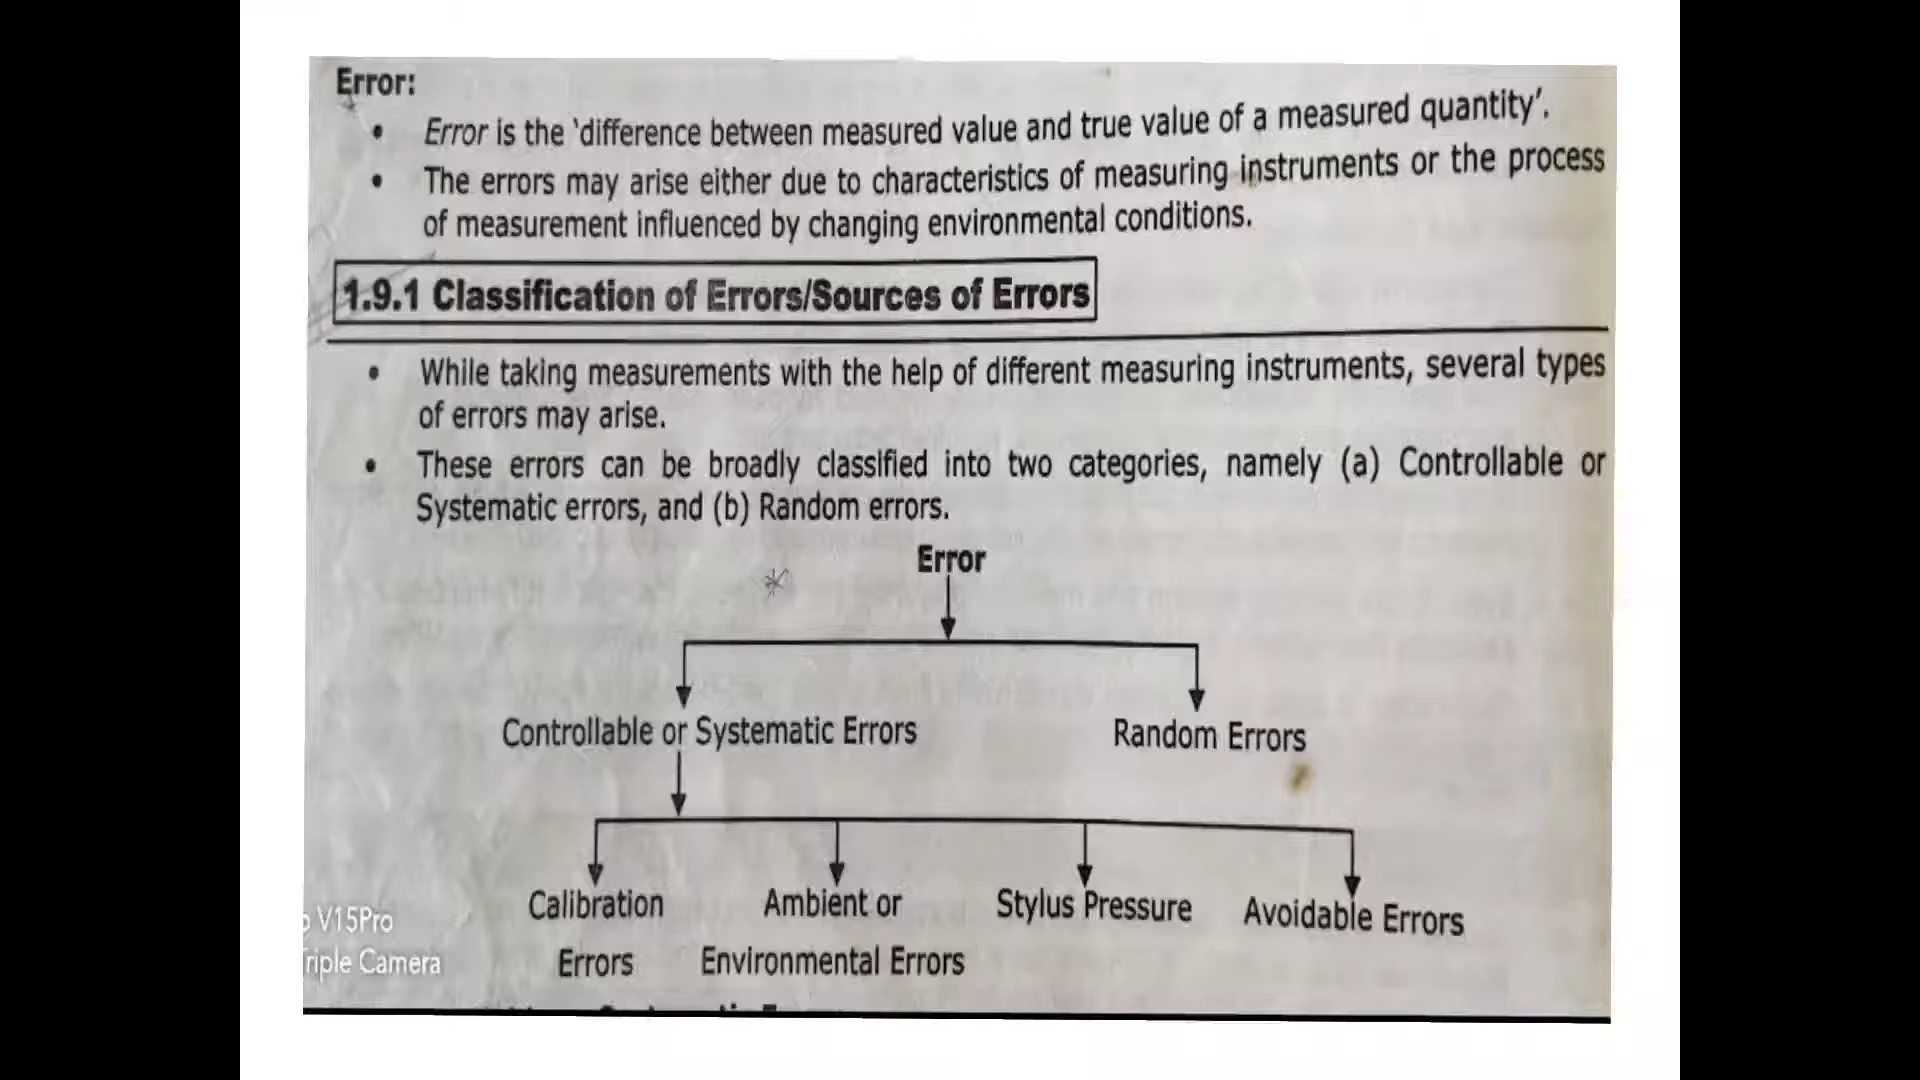 Error:
• Error is the 'difference between measured value and true value of a measured quantity'.
• The errors may arise either due to characteristics of measuring instruments or the process
of measurement influenced by changing environmental conditions.
1.9.1 Classification of Errors/Sources of Errors
• While taking measurements with the help of different measuring instruments, several types
of errors may arise.
• These errors can be broadly classified into two categories, namely (a) Controllable or
Systematic errors, and (b) Random errors.
Error
Controllable or Systematic Errors
Random Errors
Calibration
Errors
Ambient or
Environmental Errors
Stylus Pressure
Avoidable Errors
V15Pro
riple Camera